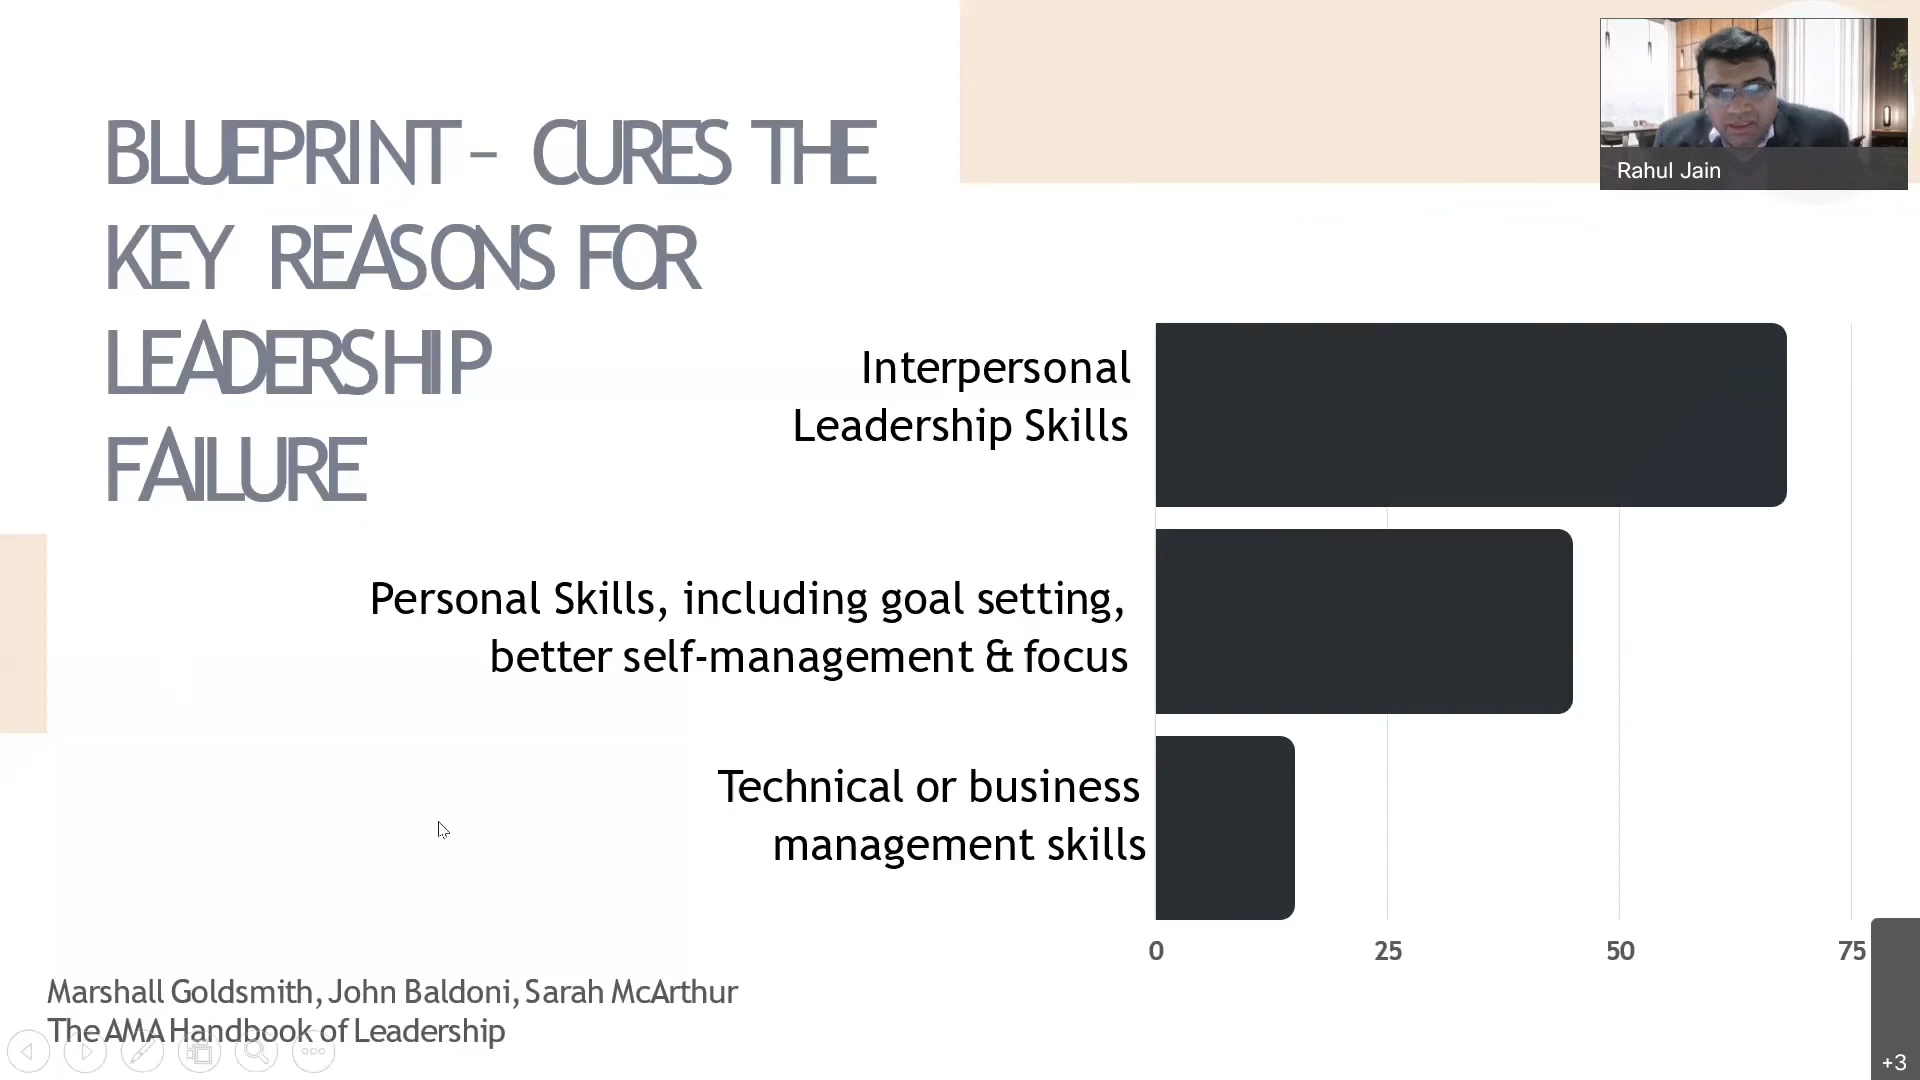 BLUEPRINT – CURES THE
KEY REASONS FOR
LEADERSHIP
FAILURE
Rahul Jain
Interpersonal
Leadership Skills
Personal Skills, including goal setting,
better self-management & focus
Technical or business
management skills
0 25 50 75
Marshall Goldsmith, John Baldoni, Sarah McArthur
The AMA Handbook of Leadership
+3